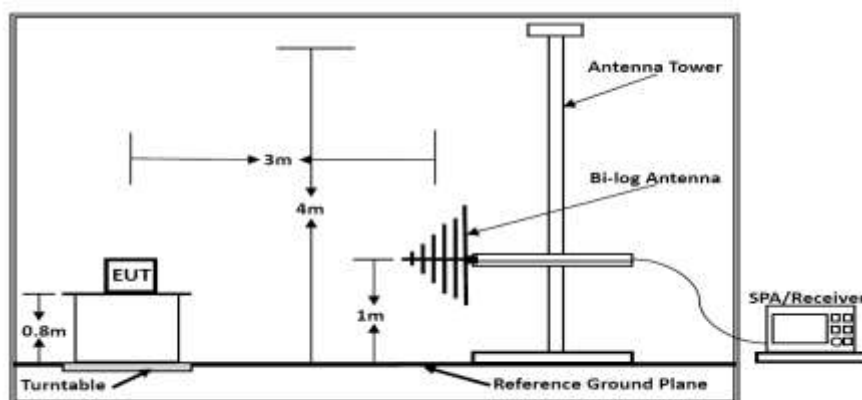 Antenna Tower
3m
Bi-log Antenna
4m
EUT
0.8m
1m
SPA/Receiver
Turntable
Reference Ground Plane